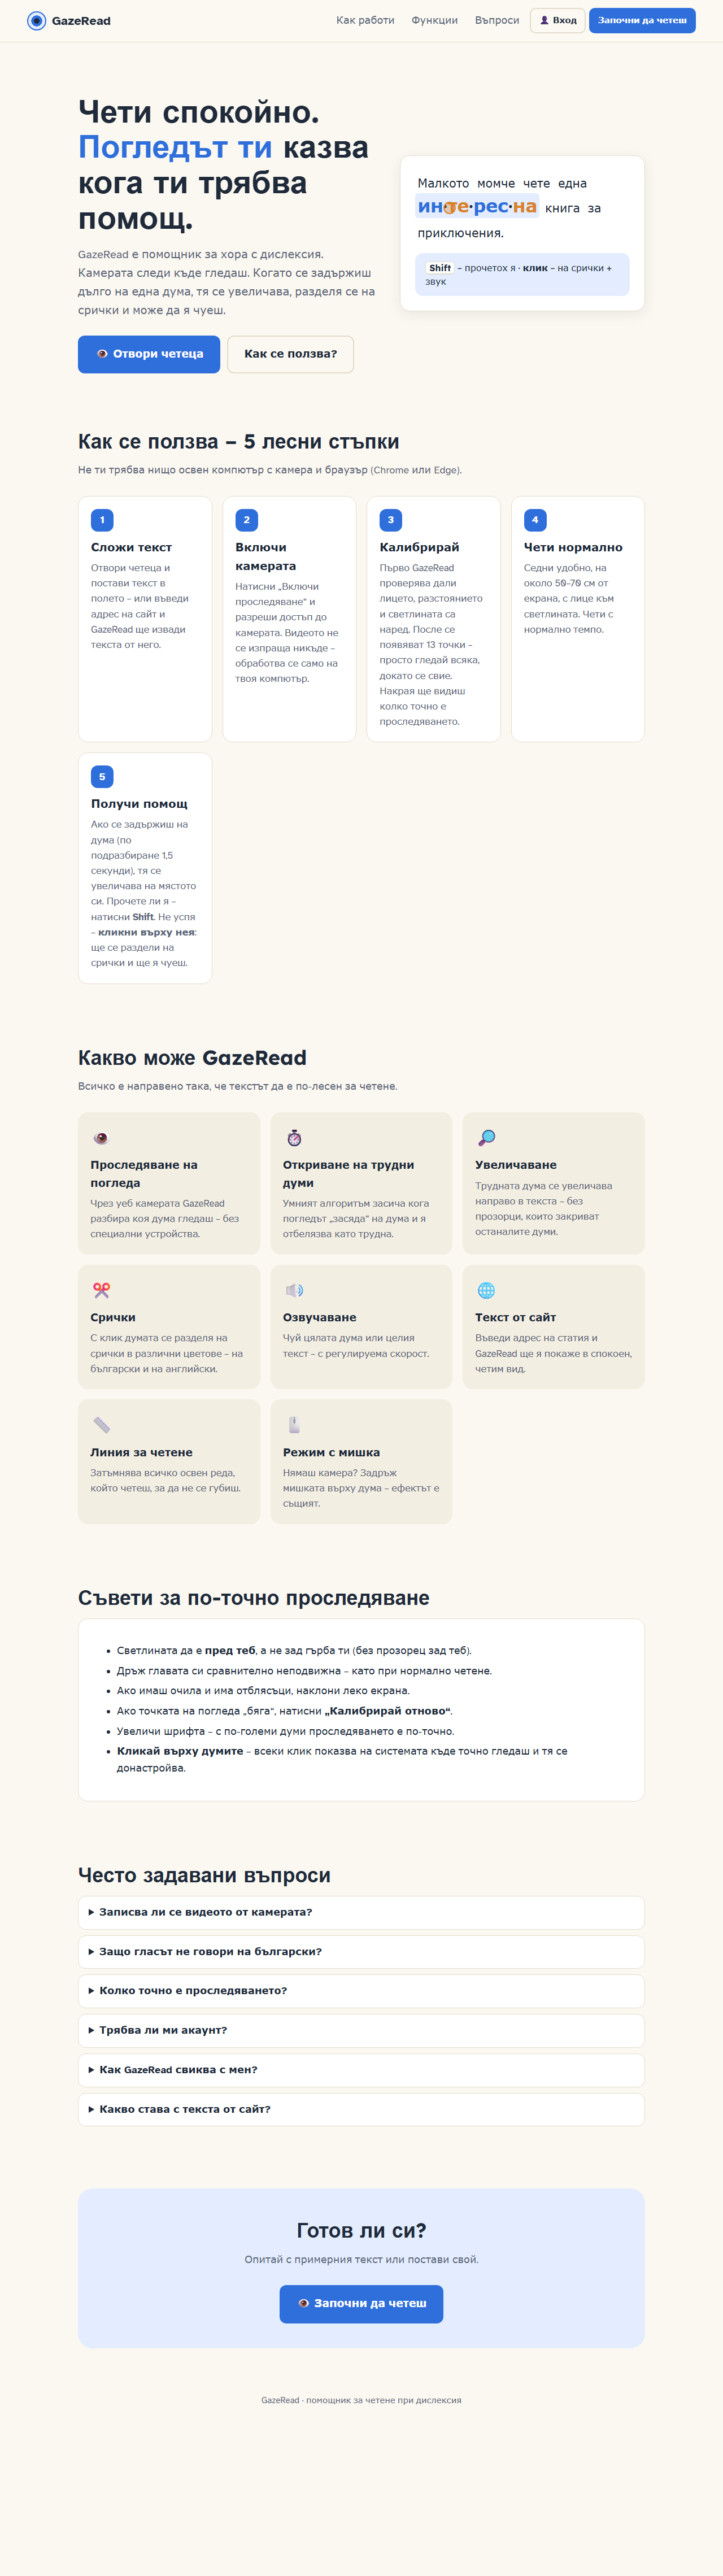 GazeRead
Как работи
Функции
Въпроси
Вход
Започни да четеш
Чети спокойно.
Погледът ти казва
кога ти трябва
помощ.
GazeRead е помощник за хора с дислексия.
Камерата следи къде гледаш. Когато се задържиш
дълго на една дума, тя се увеличава, разделя се на
срички и може да я чуеш.
Отвори четеца
Как се ползва?
Малкото момче чете една
ин·те·рес·на книга за
приключения.
Shift – прочетох я · клик – на срички +
звук
Как се ползва – 5 лесни стъпки
Не ти трябва нищо освен компютър с камера и браузър (Chrome или Edge).
1
Сложи текст
Отвори четеца и
постави текст в
полето – или въведи
адрес на сайт и
GazeRead ще извади
текста от него.
2
Включи
камерата
Натисни „Включи
проследяване“ и
разреши достъп до
камерата. Видеото не
се изпраща никъде –
обработва се само на
твоя компютър.
3
Калибрирай
Първо GazeRead
проверява дали
лицето, разстоянието
и светлината са
наред. После се
появяват 13 точки –
просто гледай всяка,
докато се свие.
Накрая ще видиш
колко точно е
проследяването.
4
Чети нормално
Седни удобно, на
около 50–70 см от
екрана, с лице към
светлината. Чети с
нормално темпо.
5
Получи помощ
Ако се задържиш на
дума (по
подразбиране 1,5
секунди), тя се
увеличава на мястото
си. Прочете ли я –
натисни Shift. Не успя
– кликни върху нея:
ще се раздели на
срички и ще я чуеш.
Какво може GazeRead
Всичко е направено така, че текстът да е по-лесен за четене.
Проследяване на
погледа
Чрез уеб камерата GazeRead
разбира коя дума гледаш – без
специални устройства.
Откриване на трудни
думи
Умният алгоритъм засича кога
погледът „засяда“ на дума и я
отбелязва като трудна.
Увеличаване
Трудната дума се увеличава
направо в текста – без
прозорци, които закриват
останалите думи.
Срички
С клик думата се разделя на
срички в различни цветове – на
български и на английски.
Озвучаване
Чуй цялата дума или целия
текст – с регулируема скорост.
Текст от сайт
Въведи адрес на статия и
GazeRead ще я покаже в спокоен,
четим вид.
Линия за четене
Затъмнява всичко освен реда,
който четеш, за да не се губиш.
Режим с мишка
Нямаш камера? Задръж
мишката върху дума – ефектът е
същият.
Съвети за по-точно проследяване
• Светлината да е пред теб, а не зад гърба ти (без прозорец зад теб).
• Дръж главата си сравнително неподвижна – като при нормално четене.
• Ако имаш очила и има отблясъци, наклони леко екрана.
• Ако точката на погледа „бяга“, натисни „Калибрирай отново“.
• Увеличи шрифта – с по-големи думи проследяването е по-точно.
• Кликай върху думите – всеки клик показва на системата къде точно гледаш и тя се
донастройва.
Често задавани въпроси
Записва ли се видеото от камерата?
Защо гласът не говори на български?
Колко точно е проследяването?
Трябва ли ми акаунт?
Как GazeRead свиква с мен?
Какво става с текста от сайт?
Готов ли си?
Опитай с примерния текст или постави свой.
Започни да четеш
GazeRead · помощник за четене при дислексия